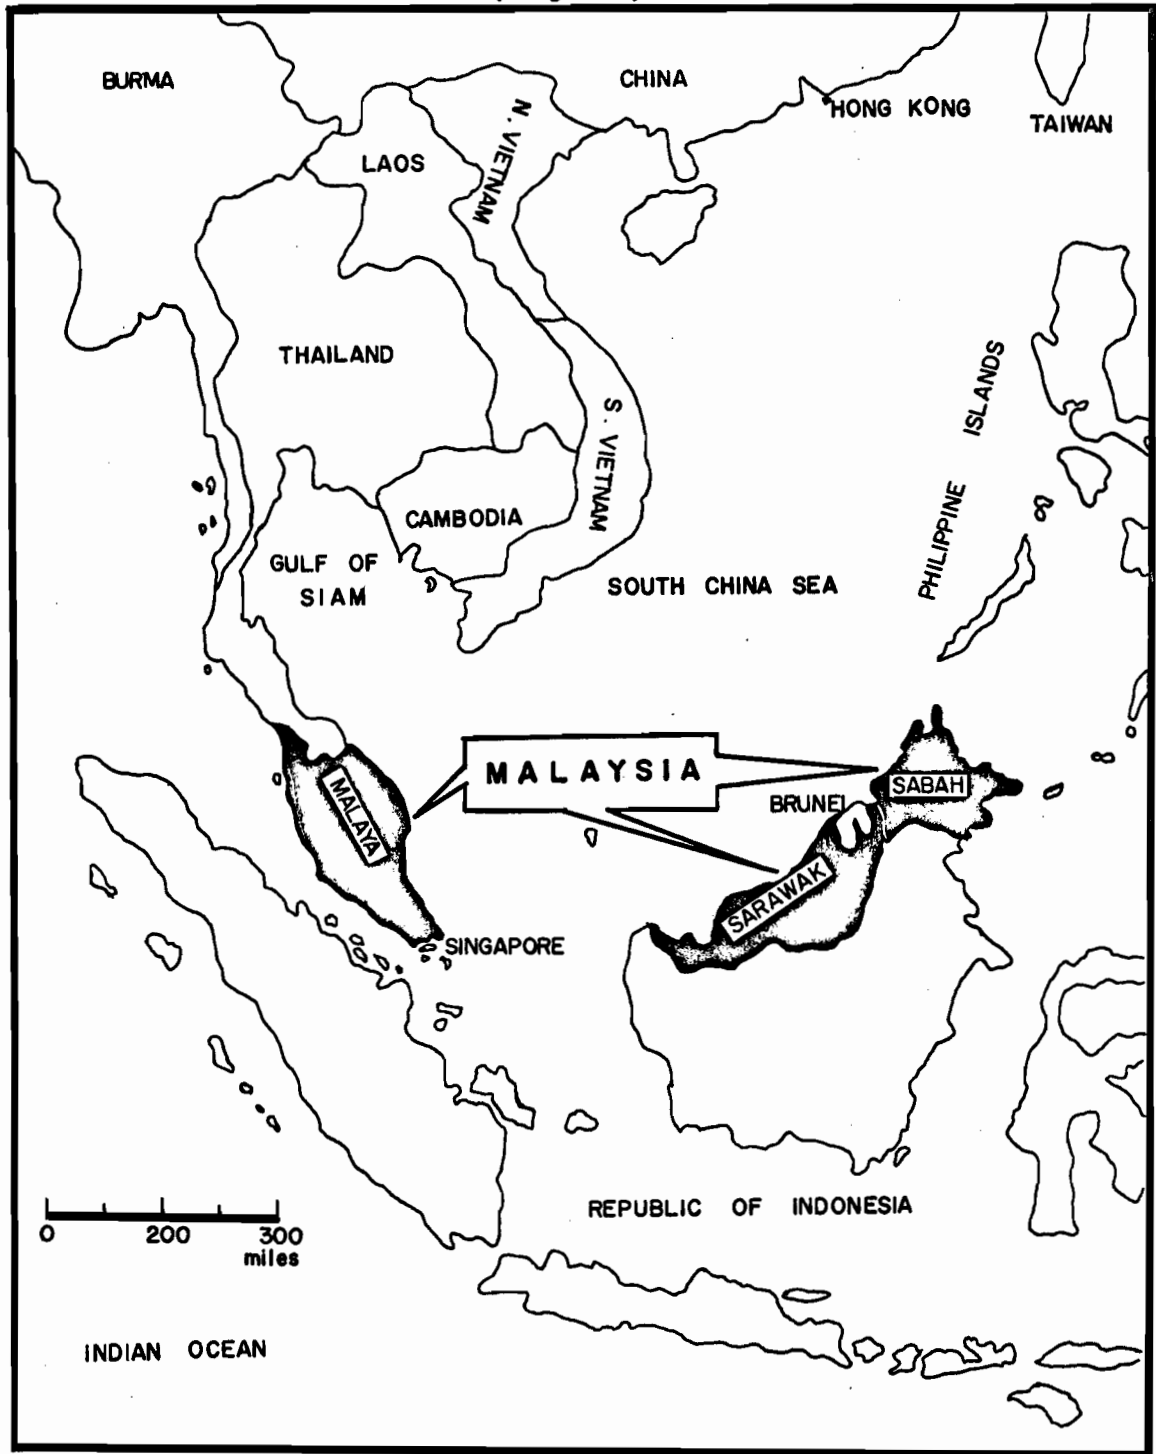 BURMA
CHINA
HONG KONG
TAIWAN
LAOS
N. VIETNAM
THAILAND
S. VIETNAM
PHILIPPINE ISLANDS
CAMBODIA
GULF OF
SIAM
SOUTH CHINA SEA
MALAYSIA
MALAYA
BRUNEI
SABAH
SARAWAK
SINGAPORE
REPUBLIC OF INDONESIA
0 200 300
miles
INDIAN OCEAN